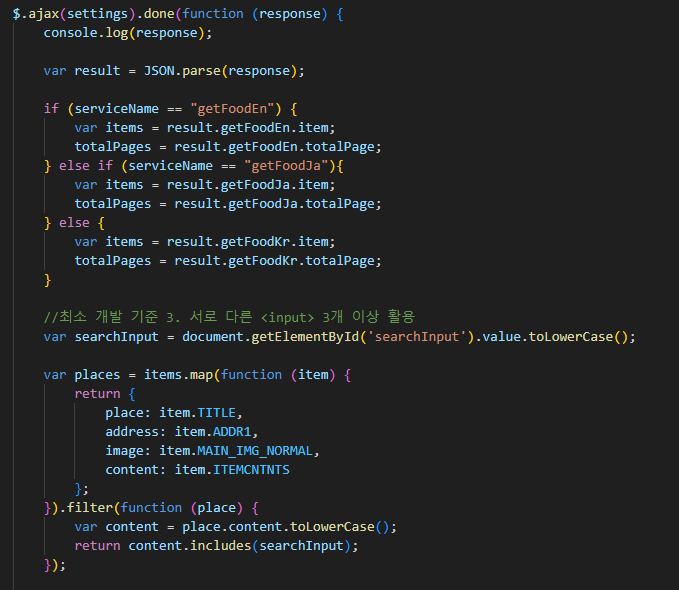 $.ajax(settings).done(function (response) {
console.log(response);
var result = JSON.parse(response);
if (serviceName == "getFoodEn") {
var items = result.getFoodEn.item;
totalPages = result.getFoodEn.totalPage;
} else if (serviceName == "getFoodJa"){
var items = result.getFoodJa.item;
totalPages = result.getFoodJa.totalPage;
} else {
var items = result.getFoodKr.item;
totalPages = result.getFoodKr.totalPage;
}
//최소 개발 기준 3. 서로 다른 <input> 3개 이상 활용
var searchInput = document.getElementById('searchInput').value.toLowerCase();
var places = items.map(function (item) {
return {
place: item.TITLE,
address: item.ADDR1,
image: item.MAIN_IMG_NORMAL,
content: item.ITEMCNTNTS
};
}).filter(function (place) {
var content = place.content.toLowerCase();
return content.includes(searchInput);
});